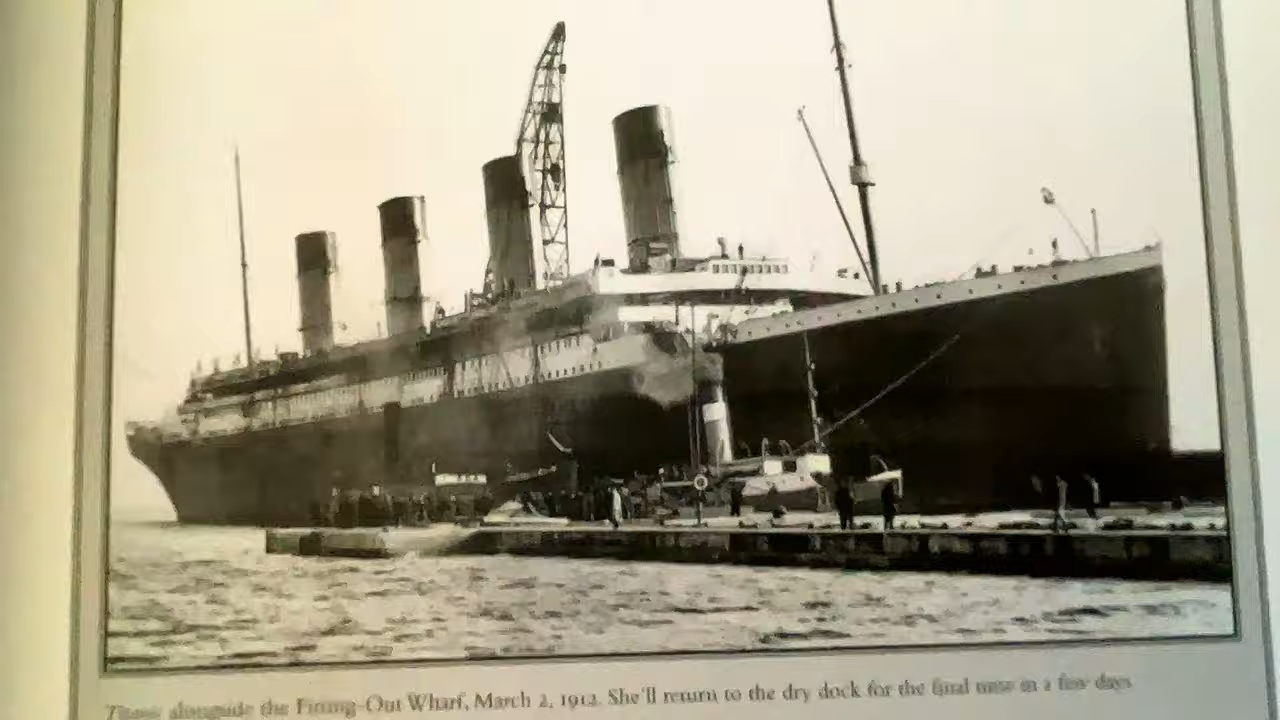 Titanic alongside the Fitting-Out Wharf, March 2, 1912. She'll return to the dry dock for the final time in a few days.